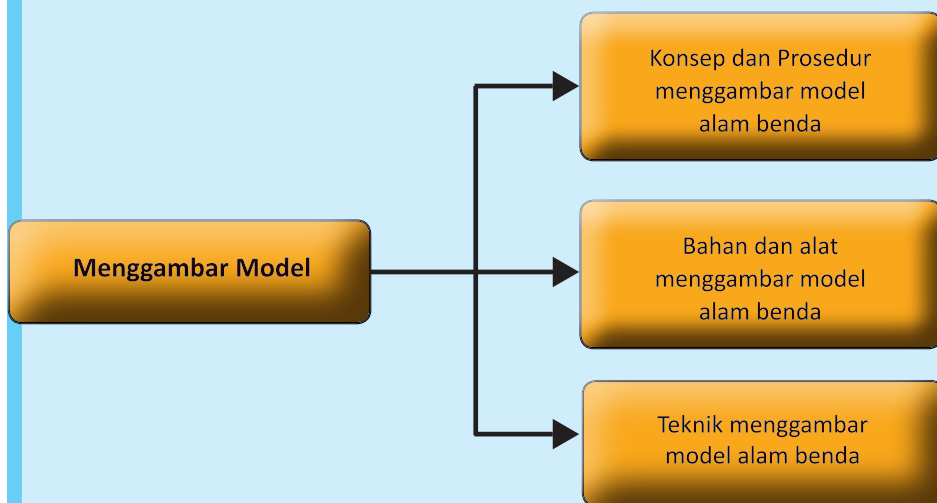 Menggambar Model
Konsep dan Prosedur
menggambar model
alam benda
Bahan dan alat
menggambar model
alam benda
Teknik menggambar
model alam benda